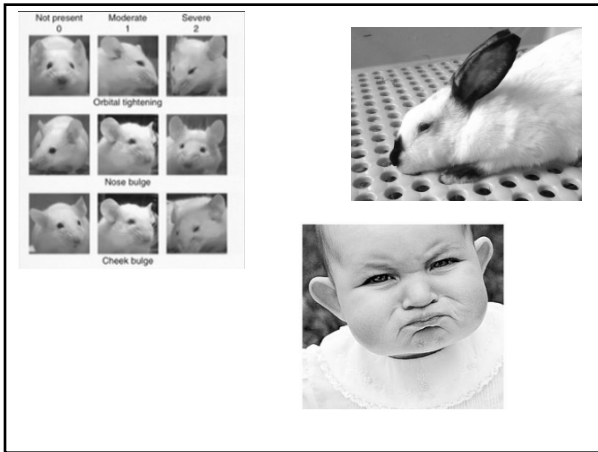 Not present Moderate Severe
0 1 2
Orbital tightening
Nose bulge
Cheek bulge